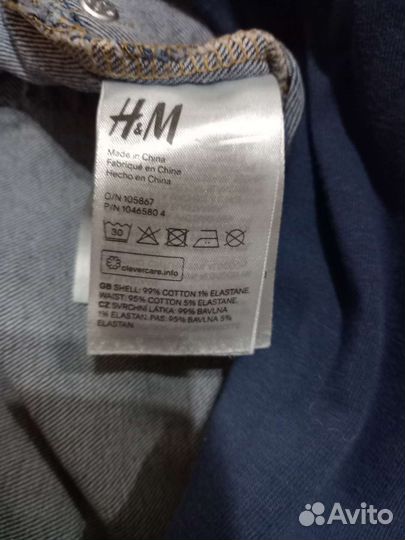 H&M
Made in China
Fabriqué en China
Hecho en China
O/N 105867
P/N 1046580 4
30
clevercare.info
GB SHELL: 99% COTTON 1% ELASTANE.
WAIST: 95% COTTON 5% ELASTANE.
CZ SVRCHNÍ LÁTKA: 99% BAVLNA
1% ELASTAN. PAS: 95% BAVLNA 5%
ELASTAN.
Avito